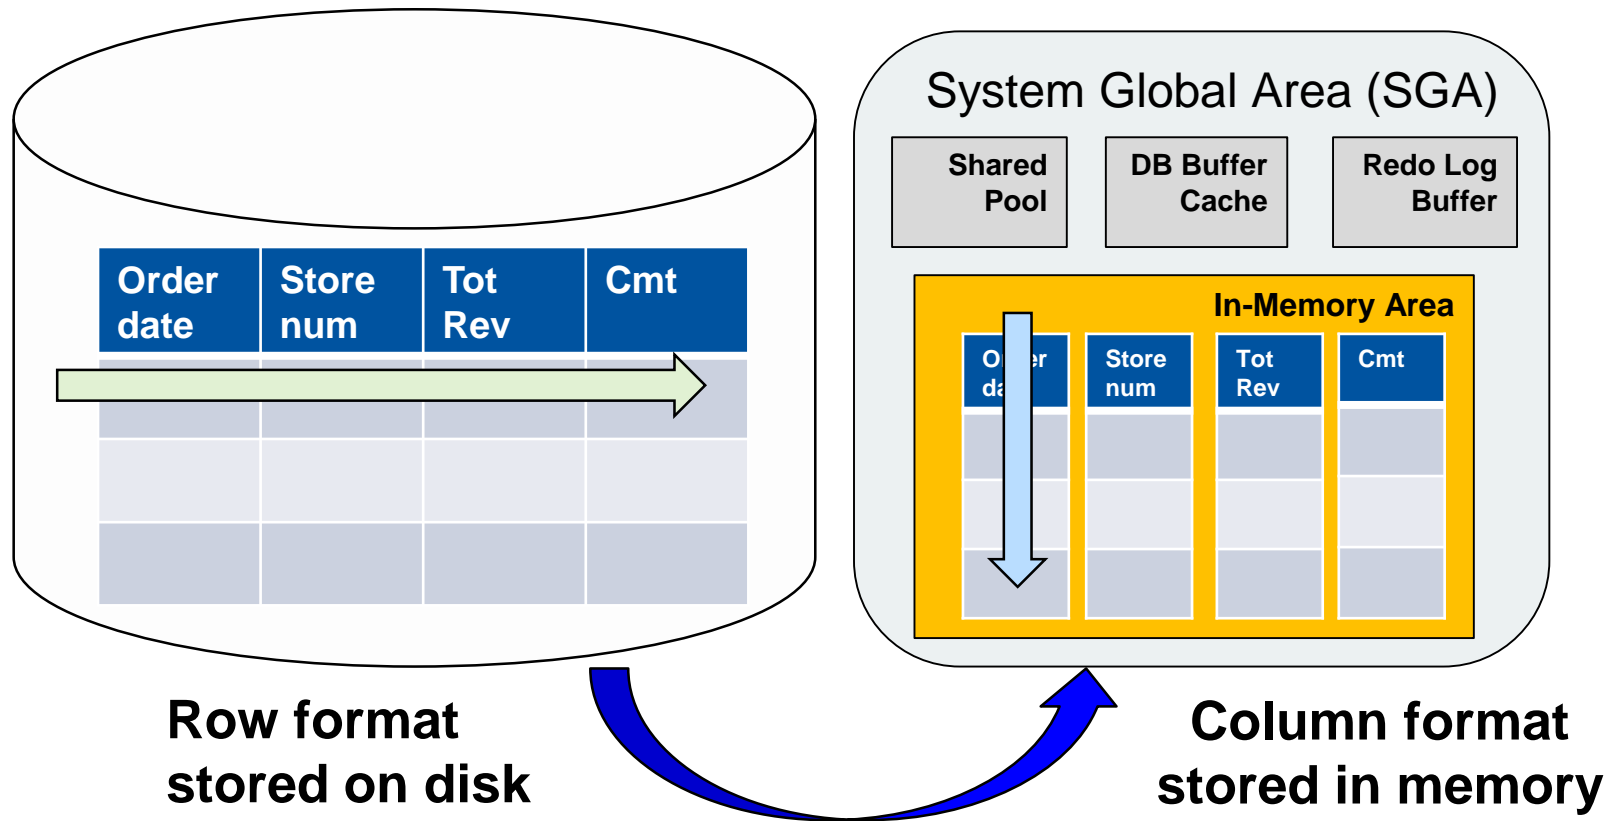 System Global Area (SGA)
Shared
Pool
DB Buffer
Cache
Redo Log
Buffer
Order
date
Store
num
Tot
Rev
Cmt
In-Memory Area
Store
num
Tot
Rev
Cmt
Row format
stored on disk
Column format
stored in memory